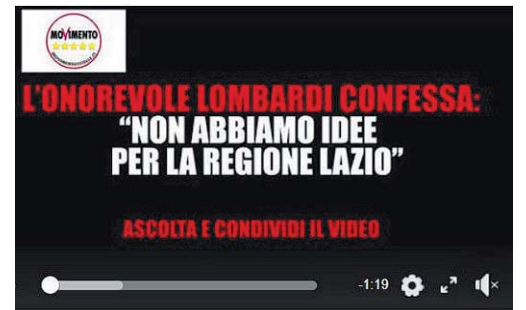 MOVIMENTO
L'ONOREVOLE LOMBARDI CONFESSA:
“NON ABBIAMO IDEE
PER LA REGIONE LAZIO”
ASCOLTA E CONDIVIDI IL VIDEO
-1:19